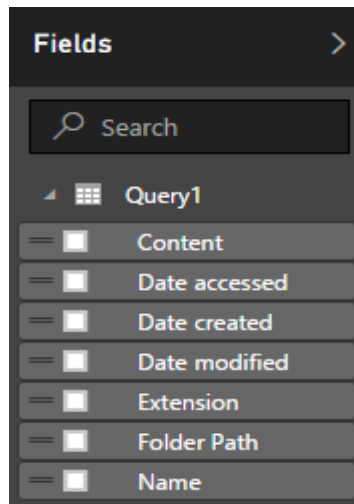 Fields
Search
Query1
Content
Date accessed
Date created
Date modified
Extension
Folder Path
Name